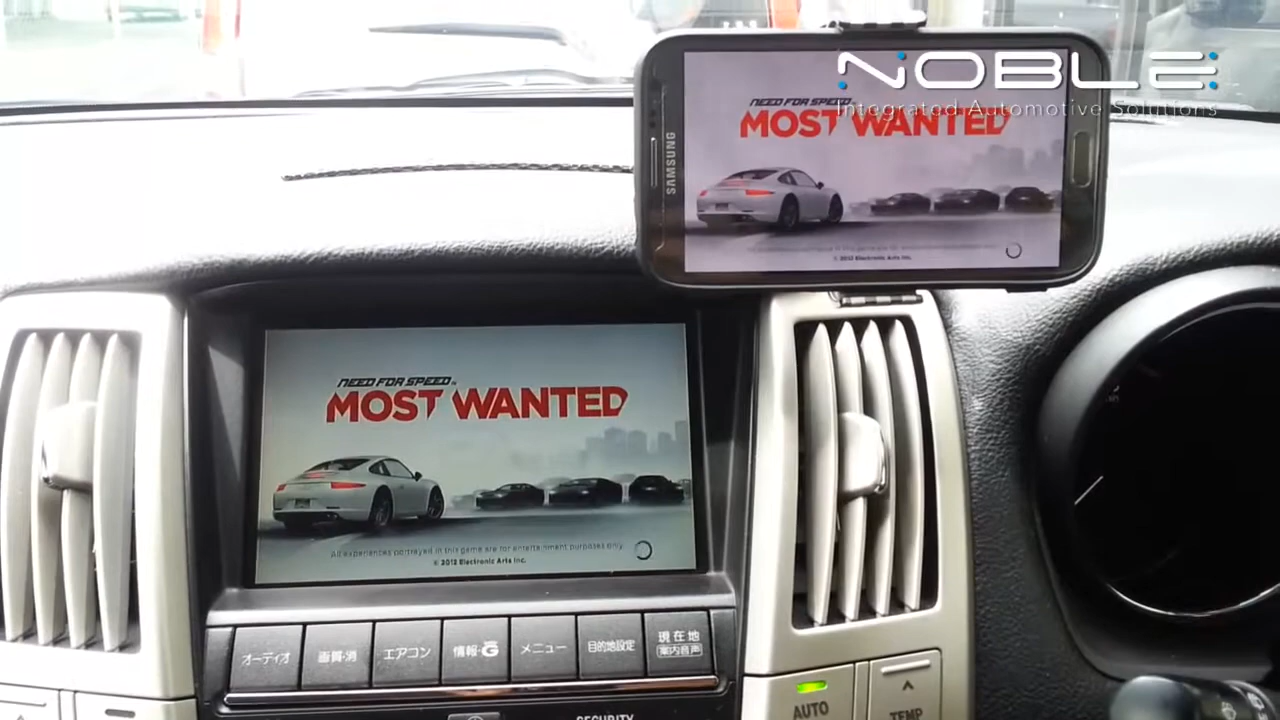 NOBLE
Integrated Automotive Solutions
SAMSUNG
NEED FOR SPEED
MOST WANTED
© 2012 Electronic Arts Inc.
NEED FOR SPEED™
MOST WANTED
All experiences portrayed in this game are for entertainment purposes only.
© 2012 Electronic Arts Inc.
オーディオ
画質・消
エアコン
情報・G
メニュー
目的地設定
現在地
案内音声
AUTO
TEMP
SECURITY